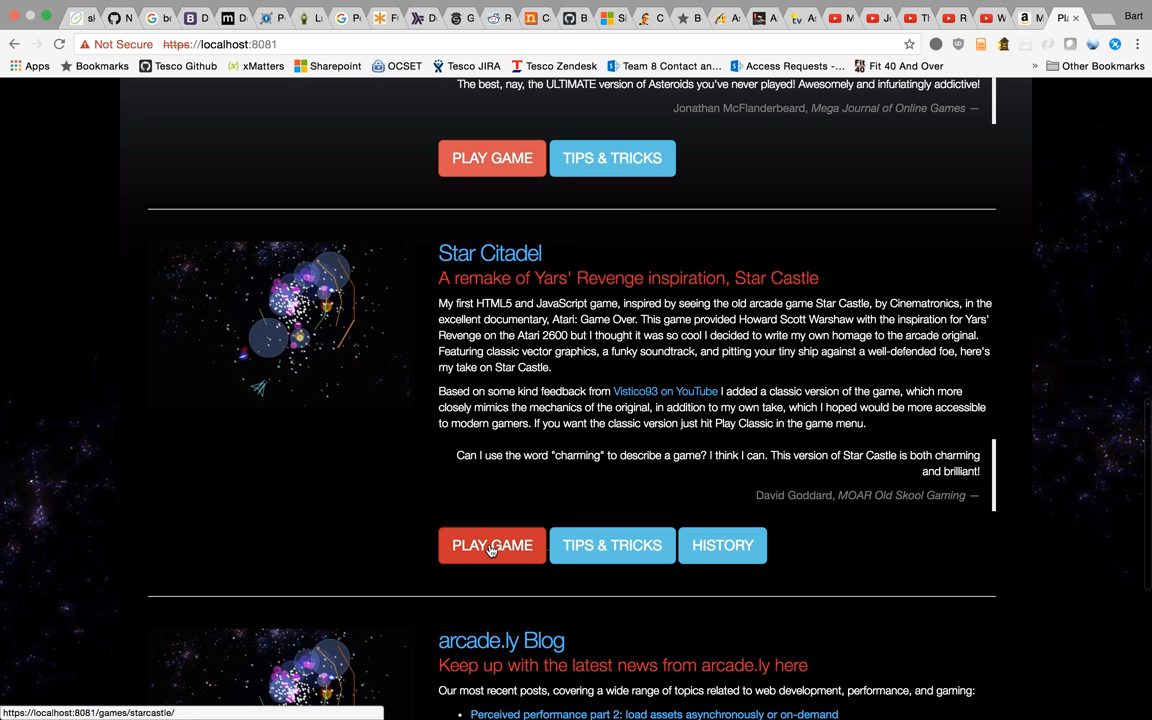 Bart
Not Secure https://localhost:8081
Apps Bookmarks Tesco Github xMatters Sharepoint OCSET Tesco JIRA Tesco Zendesk Team 8 Contact an... Access Requests -... Fit 40 And Over » Other Bookmarks
The best, nay, the ULTIMATE version of Asteroids you've never played! Awesomely and infuriatingly addictive!
Jonathan McFlanderbeard, Mega Journal of Online Games —
PLAY GAME TIPS & TRICKS
Star Citadel
A remake of Yars' Revenge inspiration, Star Castle
My first HTML5 and JavaScript game, inspired by seeing the old arcade game Star Castle, by Cinematronics, in the
excellent documentary, Atari: Game Over. This game provided Howard Scott Warshaw with the inspiration for Yars'
Revenge on the Atari 2600 but I thought it was so cool I decided to write my own homage to the arcade original.
Featuring classic vector graphics, a funky soundtrack, and pitting your tiny ship against a well-defended foe, here's
my take on Star Castle.
Based on some kind feedback from Vistico93 on YouTube I added a classic version of the game, which more
closely mimics the mechanics of the original, in addition to my own take, which I hoped would be more accessible
to modern gamers. If you want the classic version just hit Play Classic in the game menu.
Can I use the word "charming" to describe a game? I think I can. This version of Star Castle is both charming
and brilliant!
David Goddard, MOAR Old Skool Gaming —
PLAY GAME TIPS & TRICKS HISTORY
arcade.ly Blog
Keep up with the latest news from arcade.ly here
Our most recent posts, covering a wide range of topics related to web development, performance, and gaming:
• Perceived performance part 2: load assets asynchronously or on-demand
https://localhost:8081/games/starcastle/